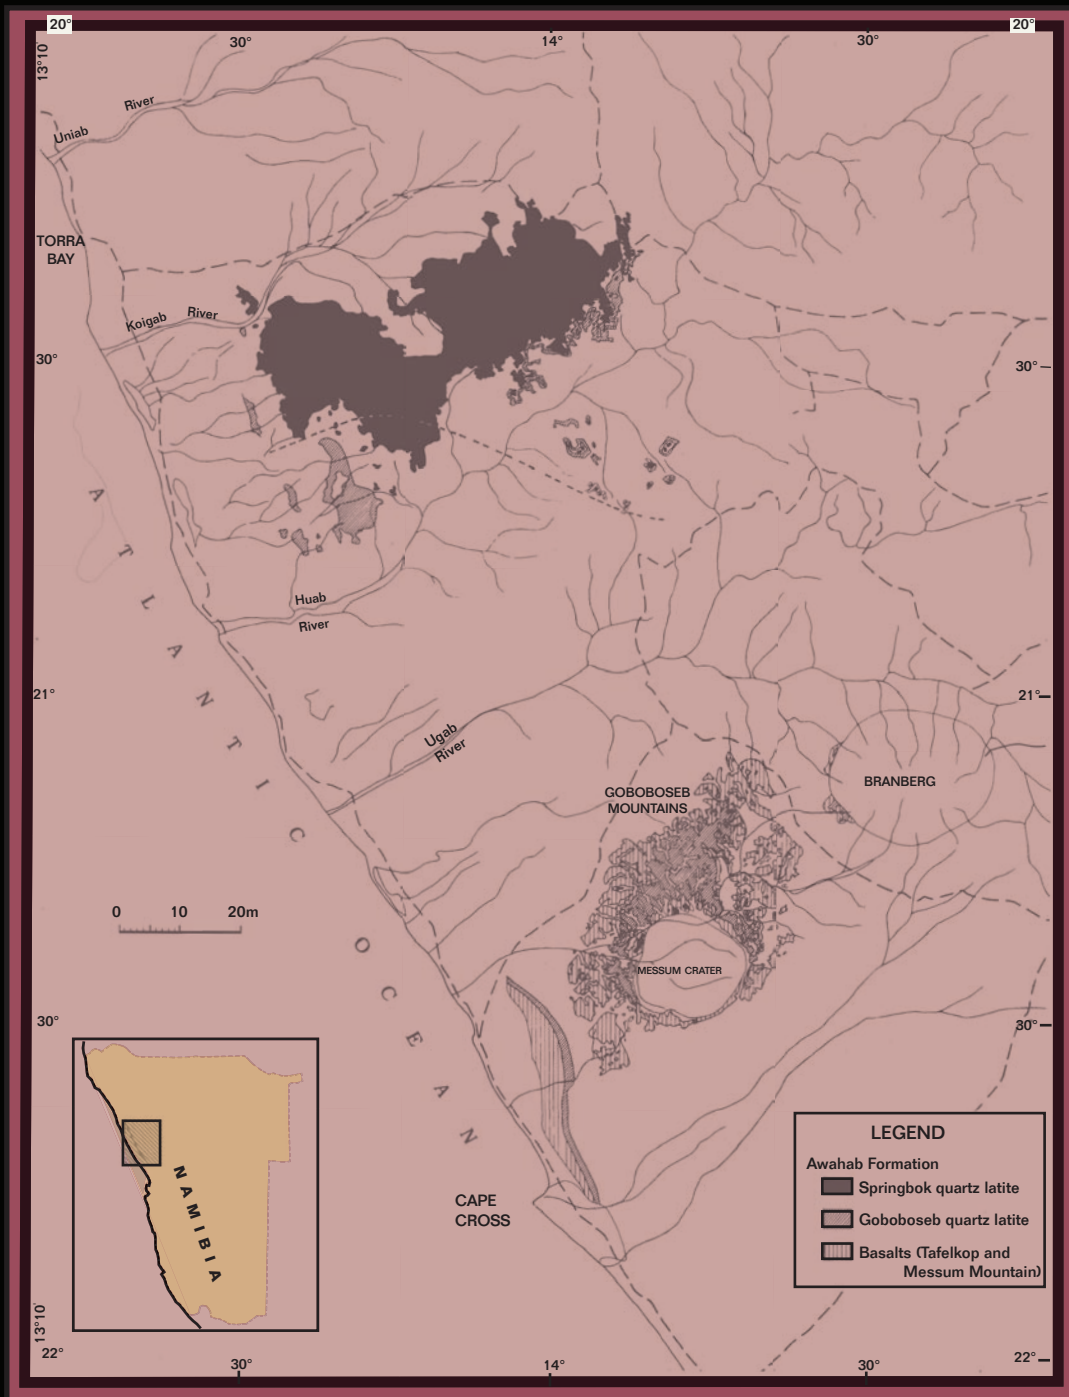 20°
20°
13°10'
30°
14°
30°
River
Uniab
TORRA
BAY
Koigab River
30°
30°
ATLANTIC OCEAN
Huab
River
21°
21°
Ugab
River
GOBOBOSEB
MOUNTAINS
BRANBERG
0 10 20m
MESSUM CRATER
30°
30°
NAMIBIA
CAPE
CROSS
LEGEND
Awahab Formation
Springbok quartz latite
Goboboseb quartz latite
Basalts (Tafelkop and
Messum Mountain)
13°10'
22°
22°
30°
14°
30°